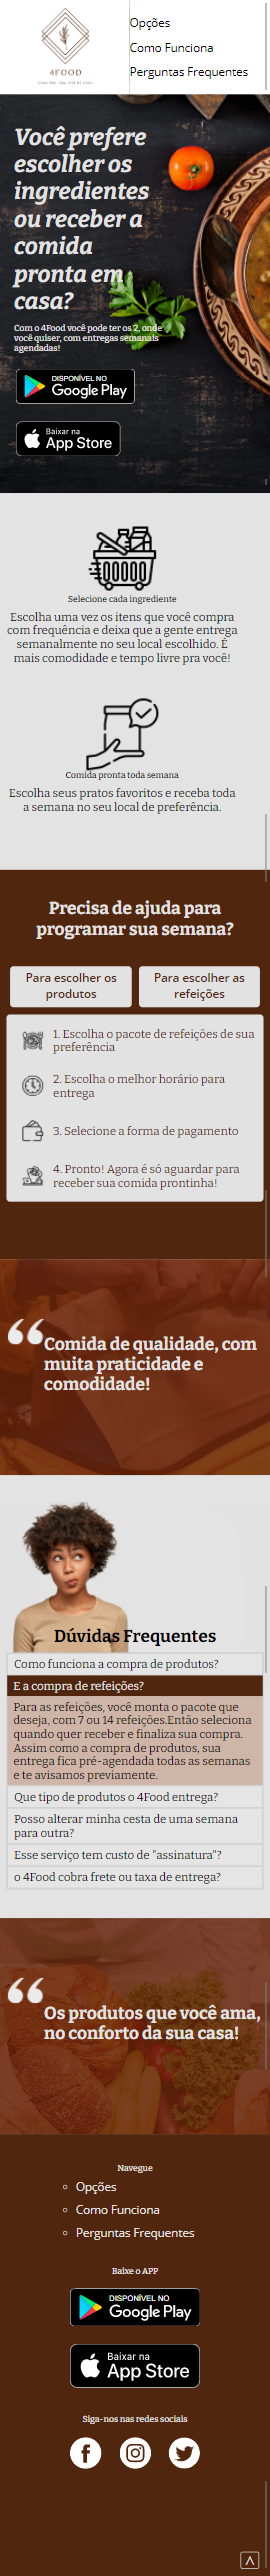 4FOOD
Opções
Como Funciona
Perguntas Frequentes
Você prefere
escolher os
ingredientes
ou receber a
comida
pronta em
casa?
Com o 4Food você pode ter os 2, onde
você quiser, com entregas semanais
agendadas!
DISPONÍVEL NO
Google Play
Baixar na
App Store
Selecione cada ingrediente
Escolha uma vez os itens que você compra
com frequência e deixa que a gente entrega
semanalmente no seu local escolhido. É
mais comodidade e tempo livre pra você!
Comida pronta toda semana
Escolha seus pratos favoritos e receba toda
a semana no seu local de preferência.
Precisa de ajuda para
programar sua semana?
Para escolher os
produtos
Para escolher as
refeições
1. Escolha o pacote de refeições de sua
preferência
2. Escolha o melhor horário para
entrega
3. Selecione a forma de pagamento
4. Pronto! Agora é só aguardar para
receber sua comida prontinha!
Comida de qualidade, com
muita praticidade e
comodidade!
Dúvidas Frequentes
Como funciona a compra de produtos?
E a compra de refeições?
Para as refeições, você monta o pacote que
deseja, com 7 ou 14 refeições.Então seleciona
quando quer receber e finaliza sua compra.
Assim como a compra de produtos, sua
entrega fica pré-agendada todas as semanas
e te avisamos previamente.
Que tipo de produtos o 4Food entrega?
Posso alterar minha cesta de uma semana
para outra?
Esse serviço tem custo de "assinatura"?
o 4Food cobra frete ou taxa de entrega?
Os produtos que você ama,
no conforto da sua casa!
Navegue
Opções
Como Funciona
Perguntas Frequentes
Baixe o APP
DISPONÍVEL NO
Google Play
Baixar na
App Store
Siga-nos nas redes sociais